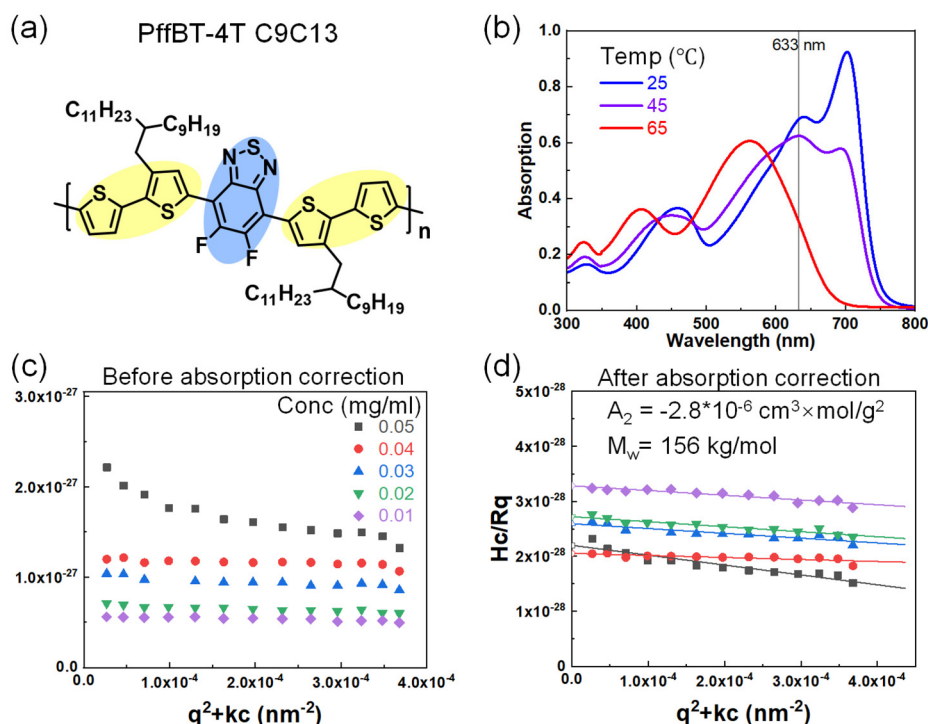 (a)
PffBT-4T C9C13
C₁₁H₂₃
C₉H₁₉
N S N
S S S S
F F
n
C₁₁H₂₃ C₉H₁₉
(b)
633 nm
Temp (℃)
25
45
65
Absorption
1.0
0.8
0.6
0.4
0.2
0.0
300 400 500 600 700 800
Wavelength (nm)
(c)
Before absorption correction
Conc (mg/ml)
0.05
0.04
0.03
0.02
0.01
3.0x10⁻²⁷
2.0x10⁻²⁷
1.0x10⁻²⁷
0.0
0.0 1.0x10⁻⁴ 2.0x10⁻⁴ 3.0x10⁻⁴ 4.0x10⁻⁴
q²+kc (nm⁻²)
(d)
After absorption correction
A₂ = -2.8*10⁻⁶ cm³×mol/g²
M_w= 156 kg/mol
Hc/Rq
5x10⁻²⁸
4x10⁻²⁸
3x10⁻²⁸
2x10⁻²⁸
1x10⁻²⁸
0
0.0 1.0x10⁻⁴ 2.0x10⁻⁴ 3.0x10⁻⁴ 4.0x10⁻⁴
q²+kc (nm⁻²)